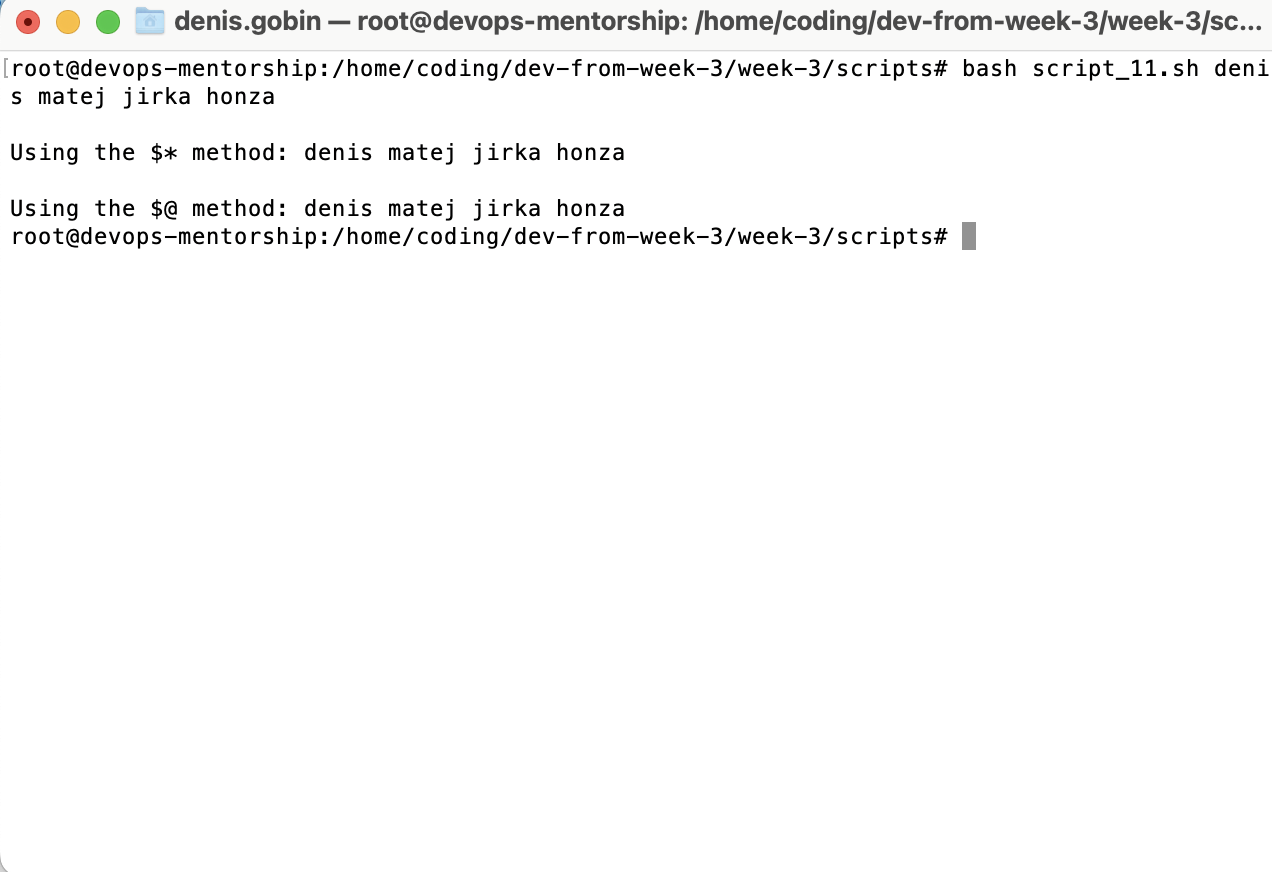 denis.gobin — root@devops-mentorship: /home/coding/dev-from-week-3/week-3/sc...
[root@devops-mentorship:/home/coding/dev-from-week-3/week-3/scripts# bash script_11.sh deni
s matej jirka honza
Using the $* method: denis matej jirka honza
Using the $@ method: denis matej jirka honza
root@devops-mentorship:/home/coding/dev-from-week-3/week-3/scripts#